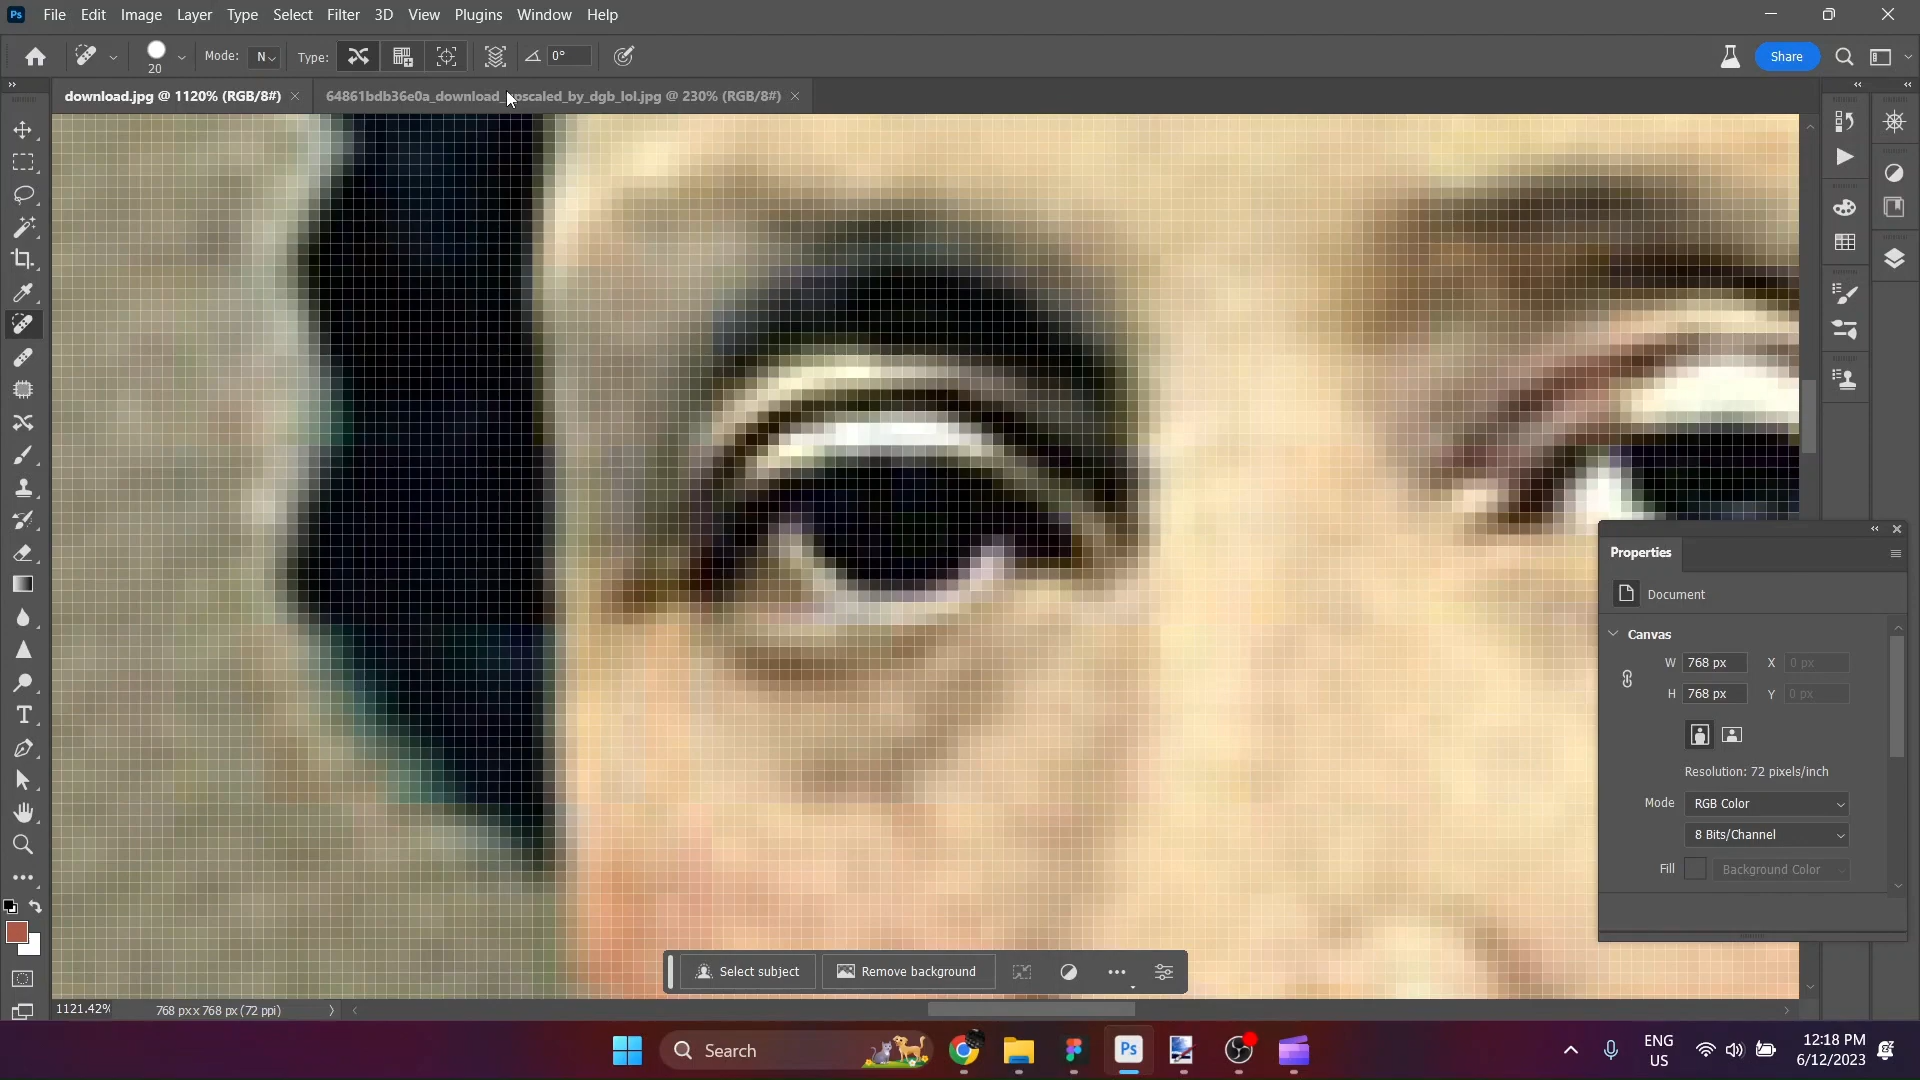 Ps File Edit Image Layer Type Select Filter 3D View Plugins Window Help
20 Mode: N Type: 0° Share
download.jpg @ 1120% (RGB/8#) × 64861bdb36e0a_download_upscaled_by_dgb_lol.jpg @ 230% (RGB/8#) ×
Properties
Document
Canvas
W 768 px X 0 px
H 768 px Y 0 px
Resolution: 72 pixels/inch
Mode RGB Color
8 Bits/Channel
Fill Background Color
Select subject Remove background
1121.42% 768 px x 768 px (72 ppi)
Search Ps ENG
US
12:18 PM
6/12/2023